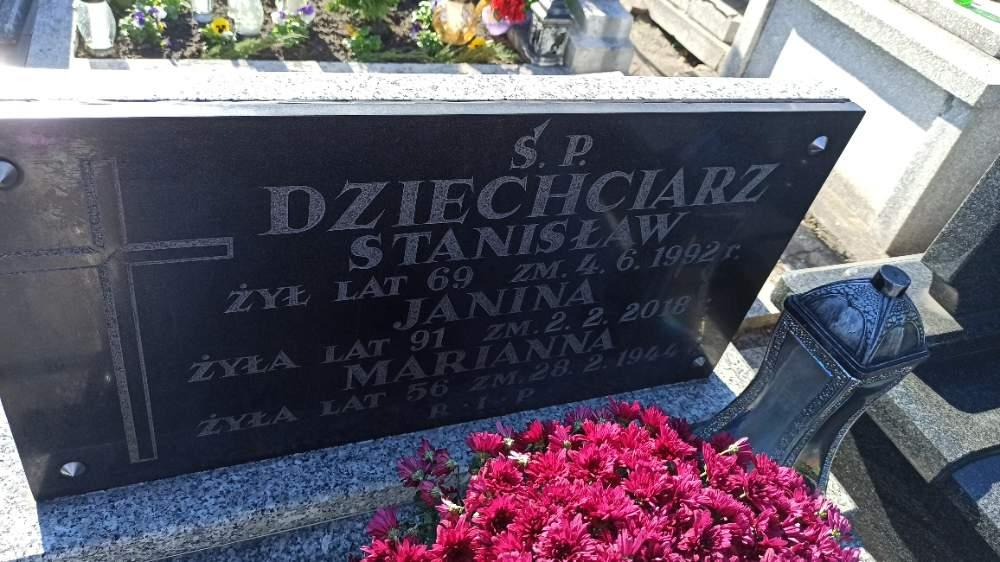 Ś. P.
DZIECHCIARZ
STANISŁAW
ŻYŁ LAT 69 ZM. 4. 6. 1992 r.
JANINA
ŻYŁA LAT 91 ZM. 2. 2. 2018 r.
MARIANNA
ŻYŁA LAT 56 ZM. 28. 2. 1944 r.
R. I. P.